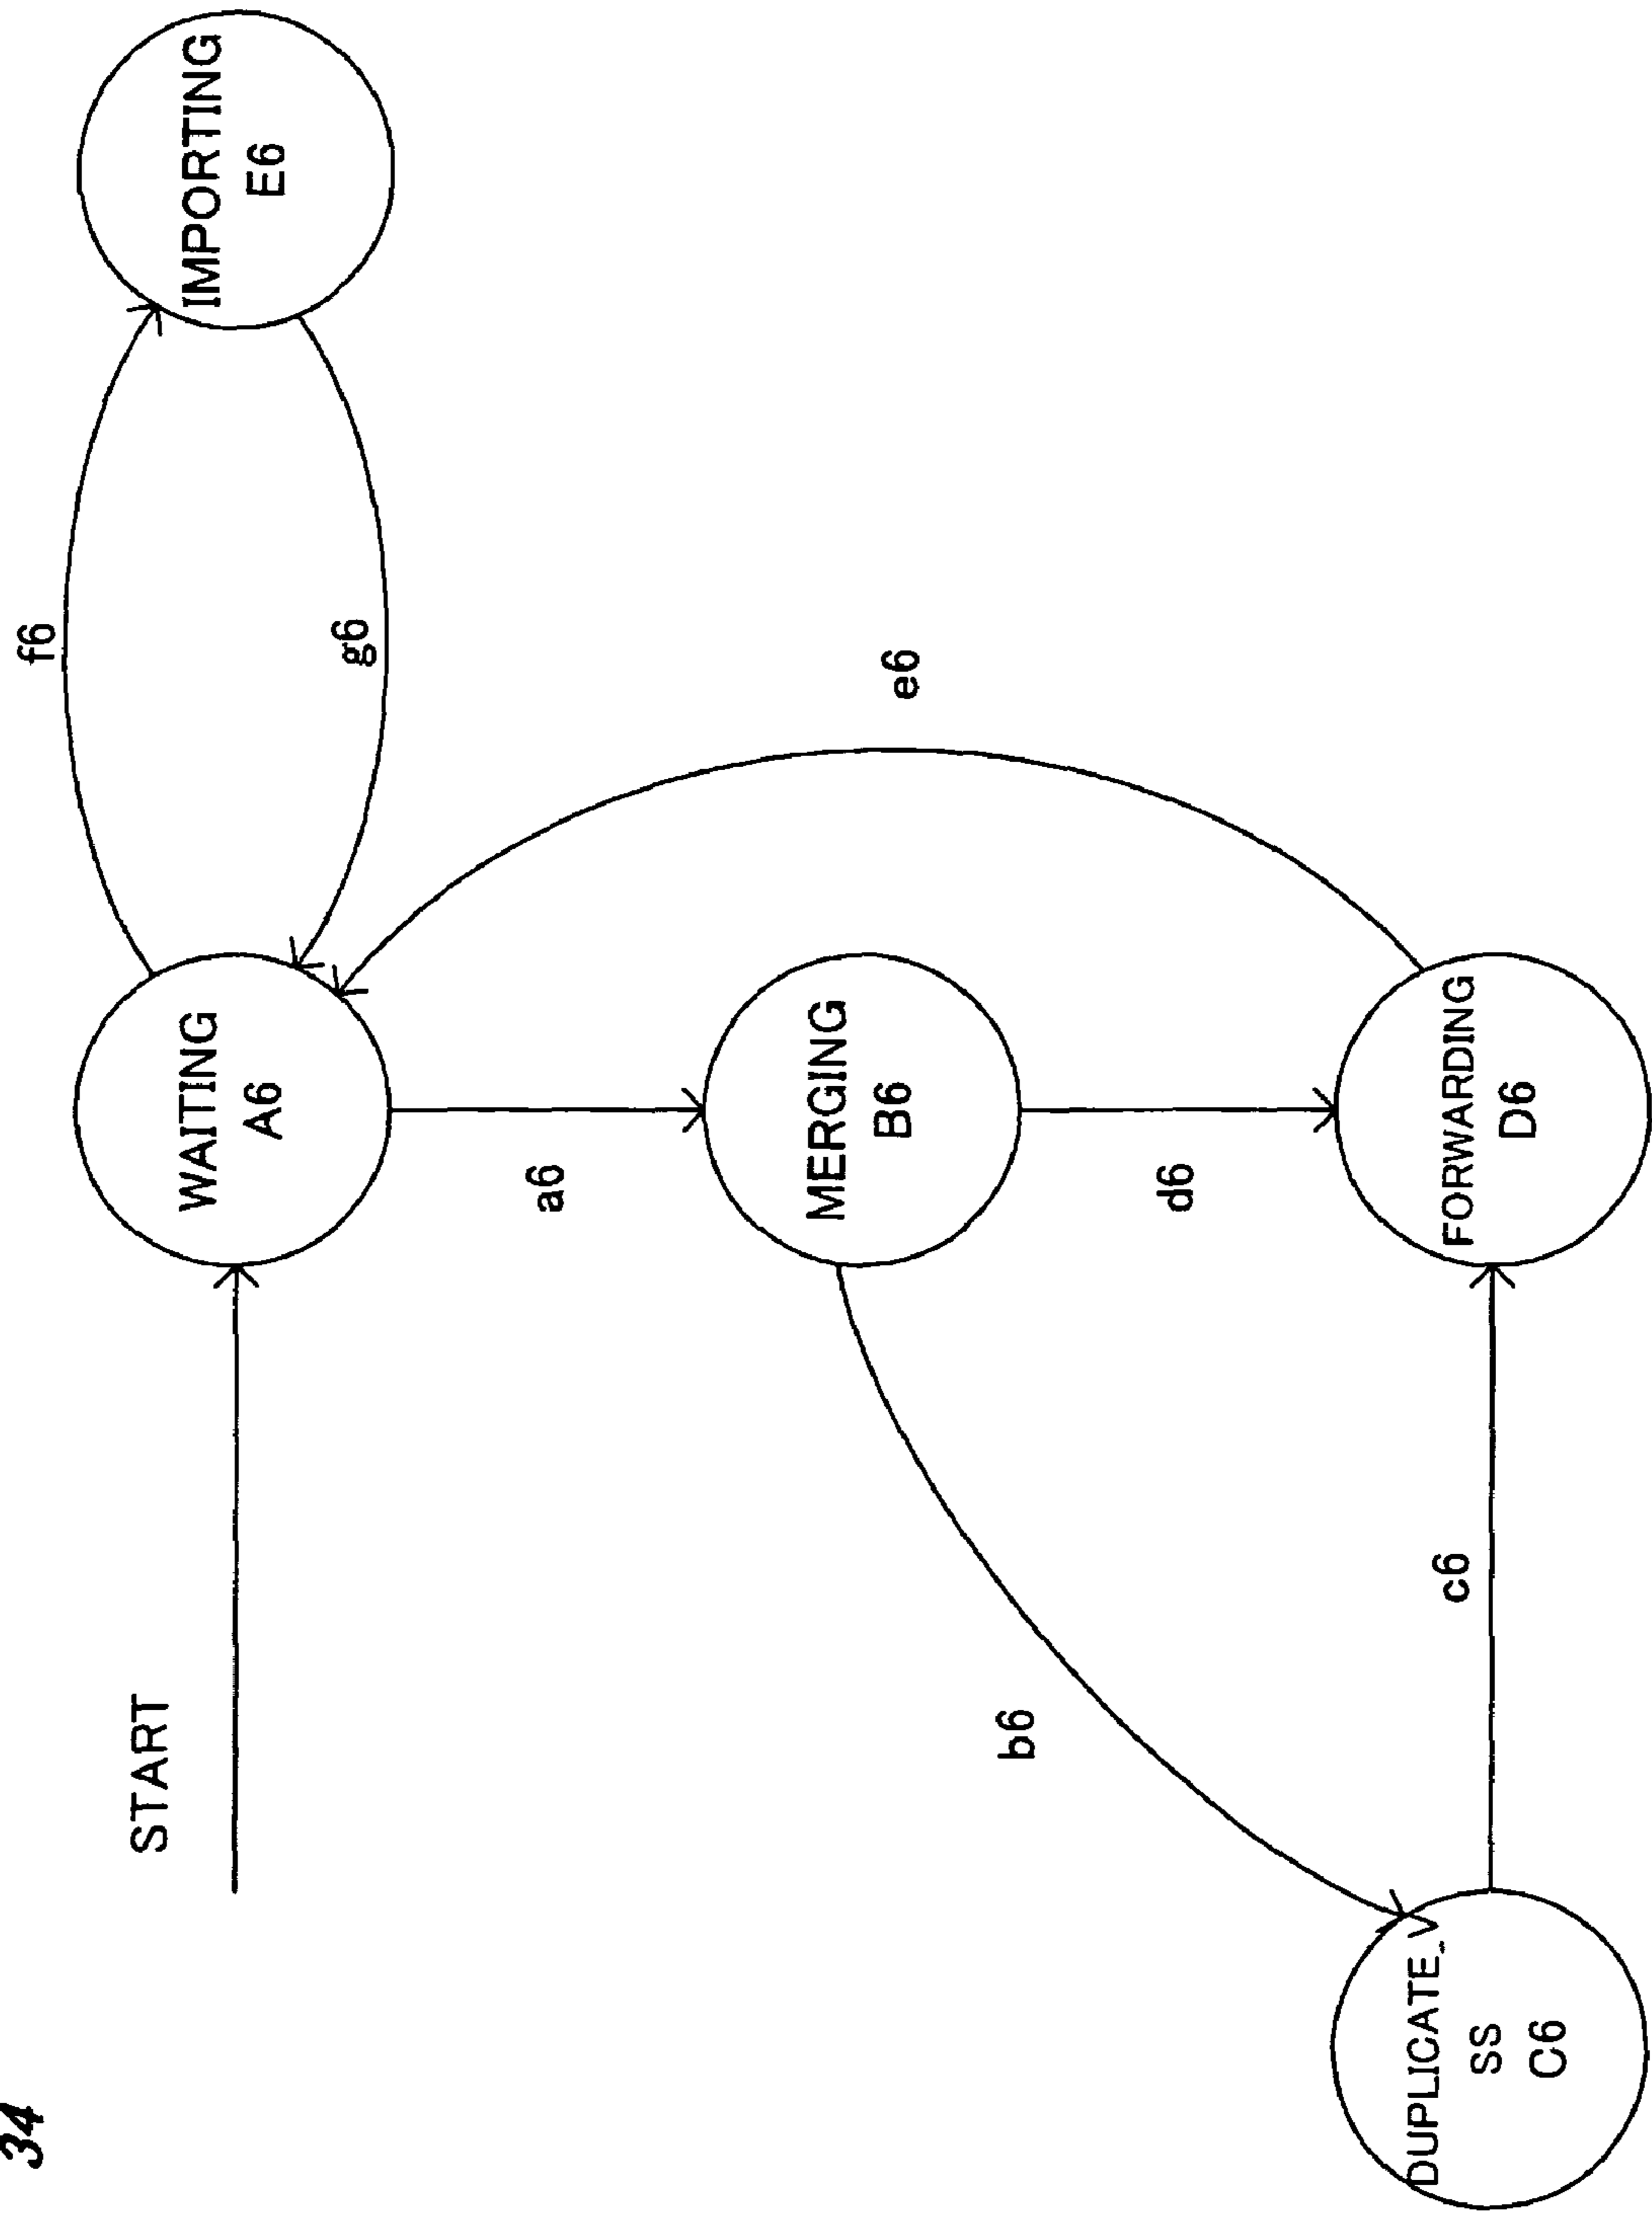 34
START
WAITING
A6
f6
g6
IMPORTING
E6
a6
MERGING
B6
e6
b6
d6
DUPLICATE_V
SS
C6
c6
FORWARDING
D6